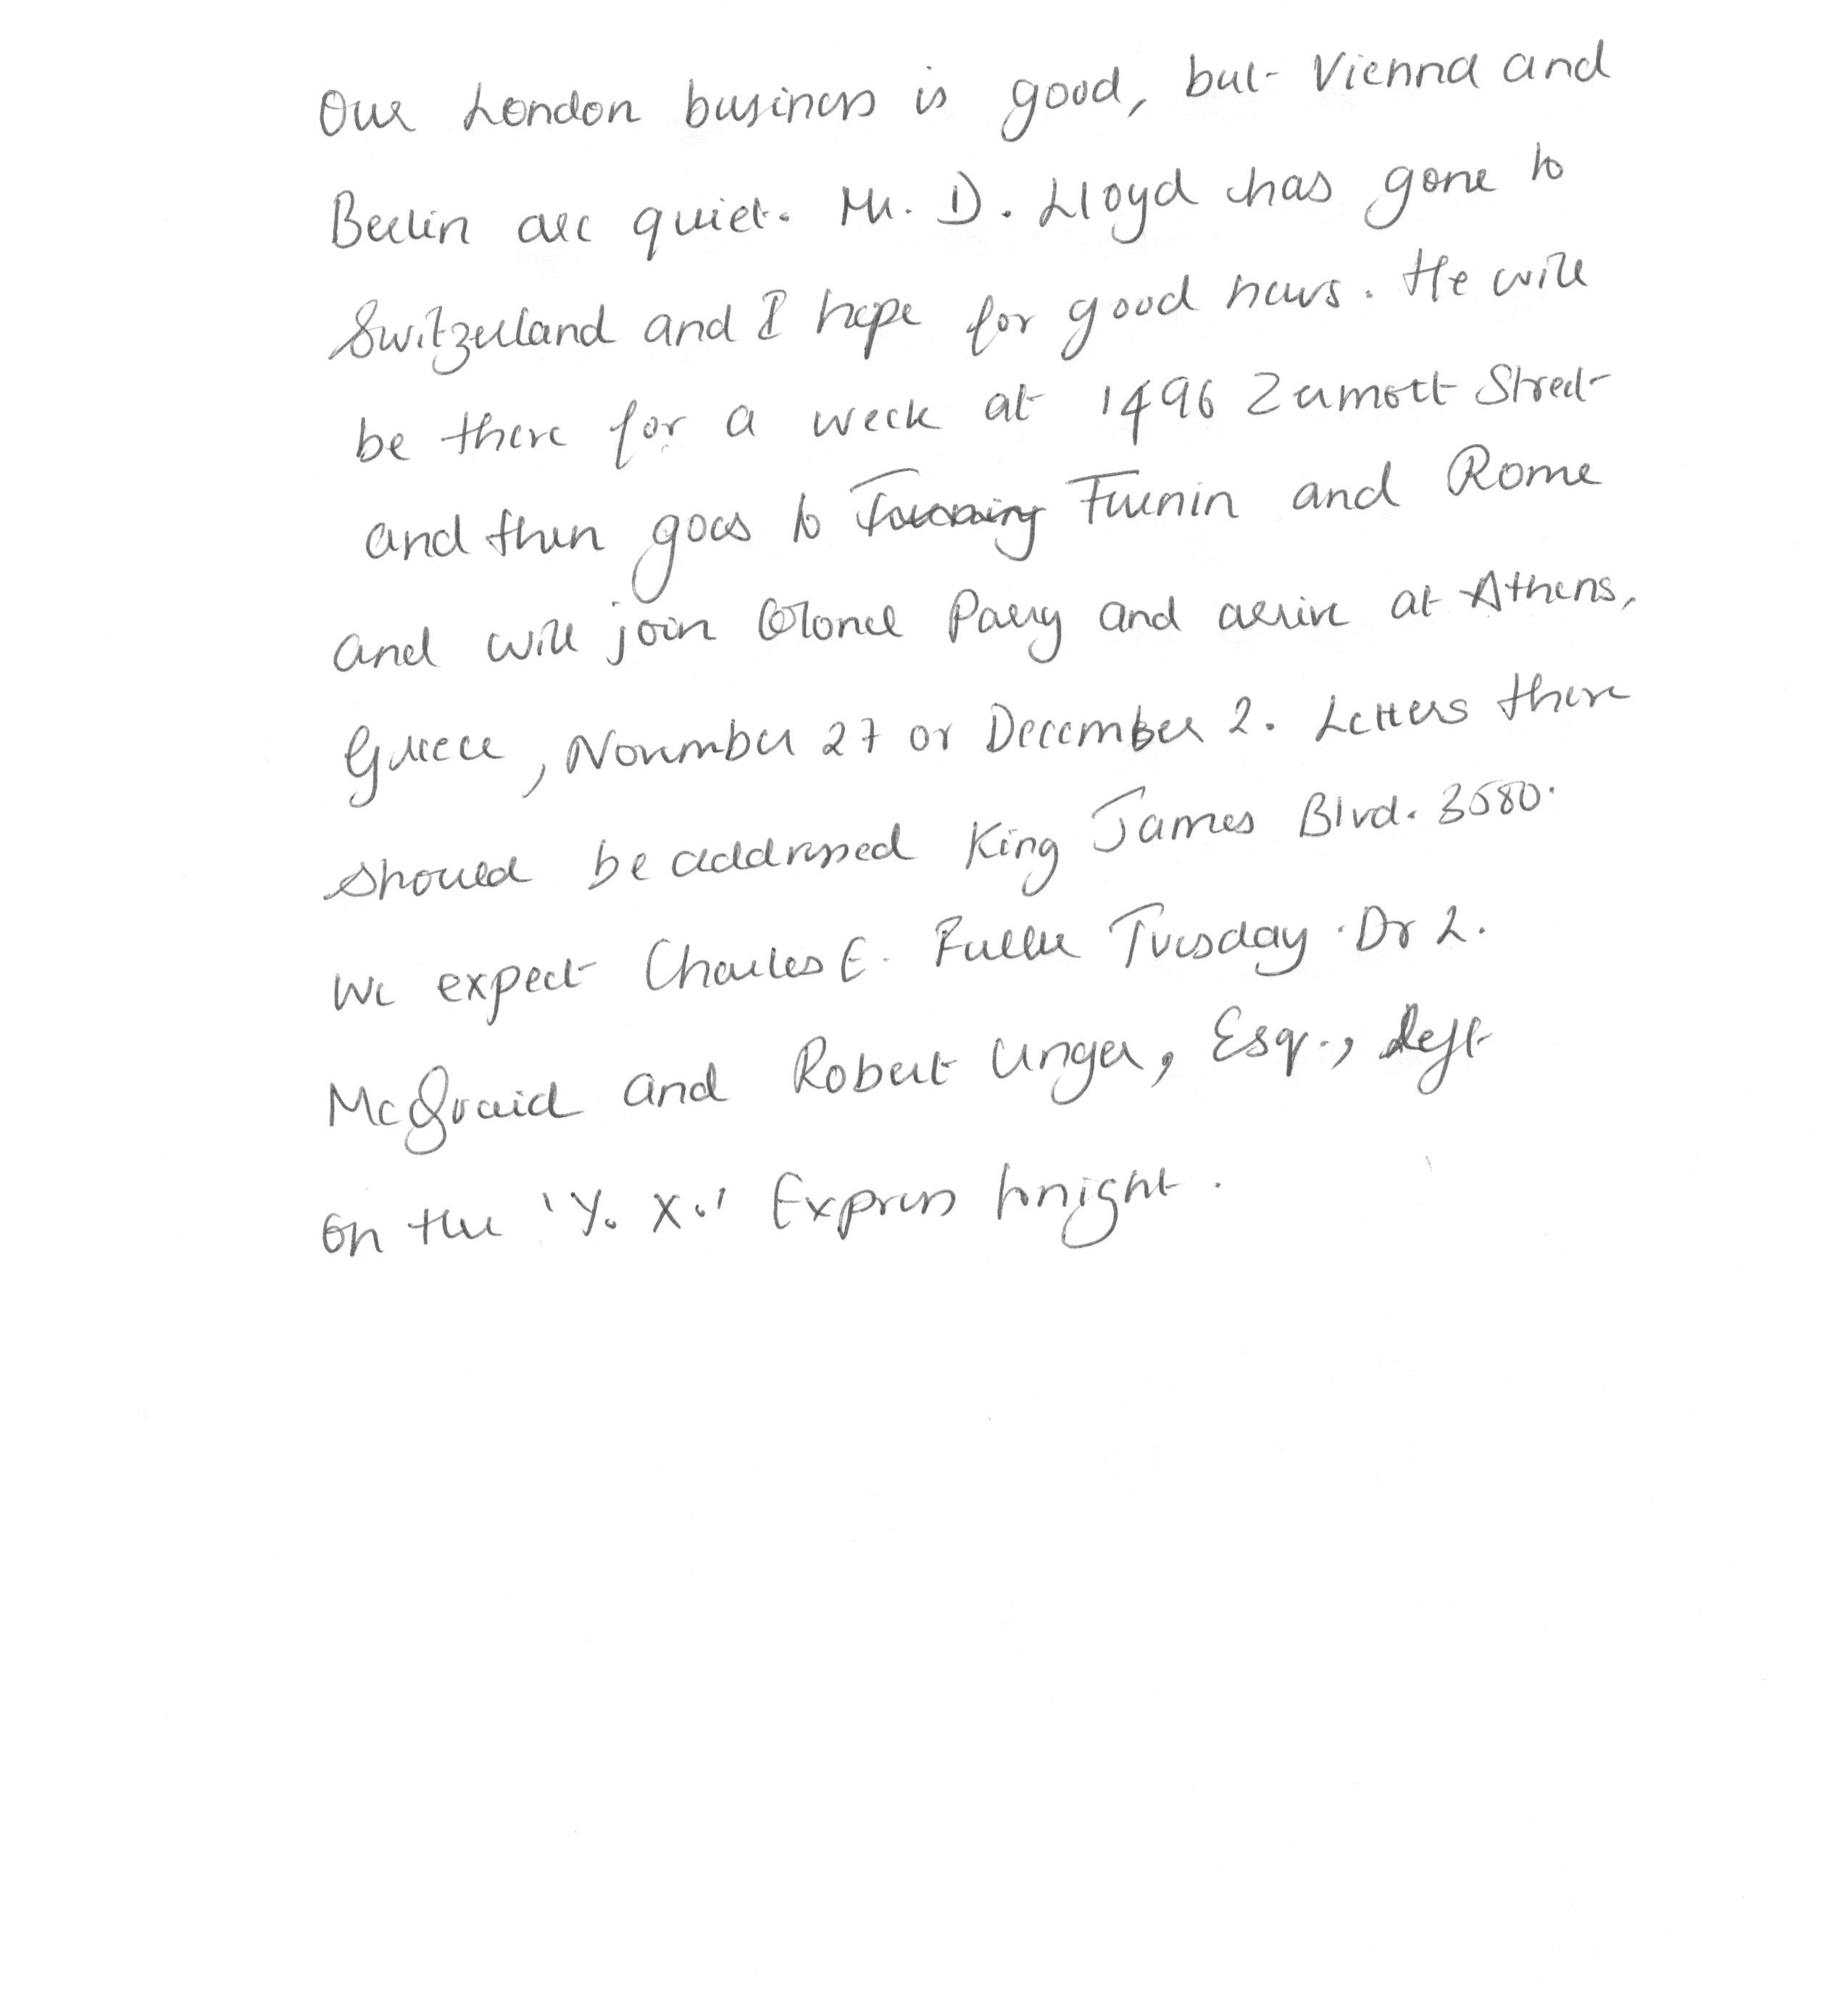 Our London business is good, but Vienna and
Berlin are quiet. Mr. D. Lloyd has gone to
Switzerland and I hope for good news. He will
be there for a week at 1496 Zumott Street
and then goes to Turnin and Rome
and will join Colonel Parry and arrive at Athens,
Greece, November 27 or December 2. Letters there
should be addressed King James Blvd. 3580.
We expect Charles E. Fuller Tuesday. Dr L.
McQuaid and Robert Unger, Esq., left
on the 'Y. X.' Express tonight.